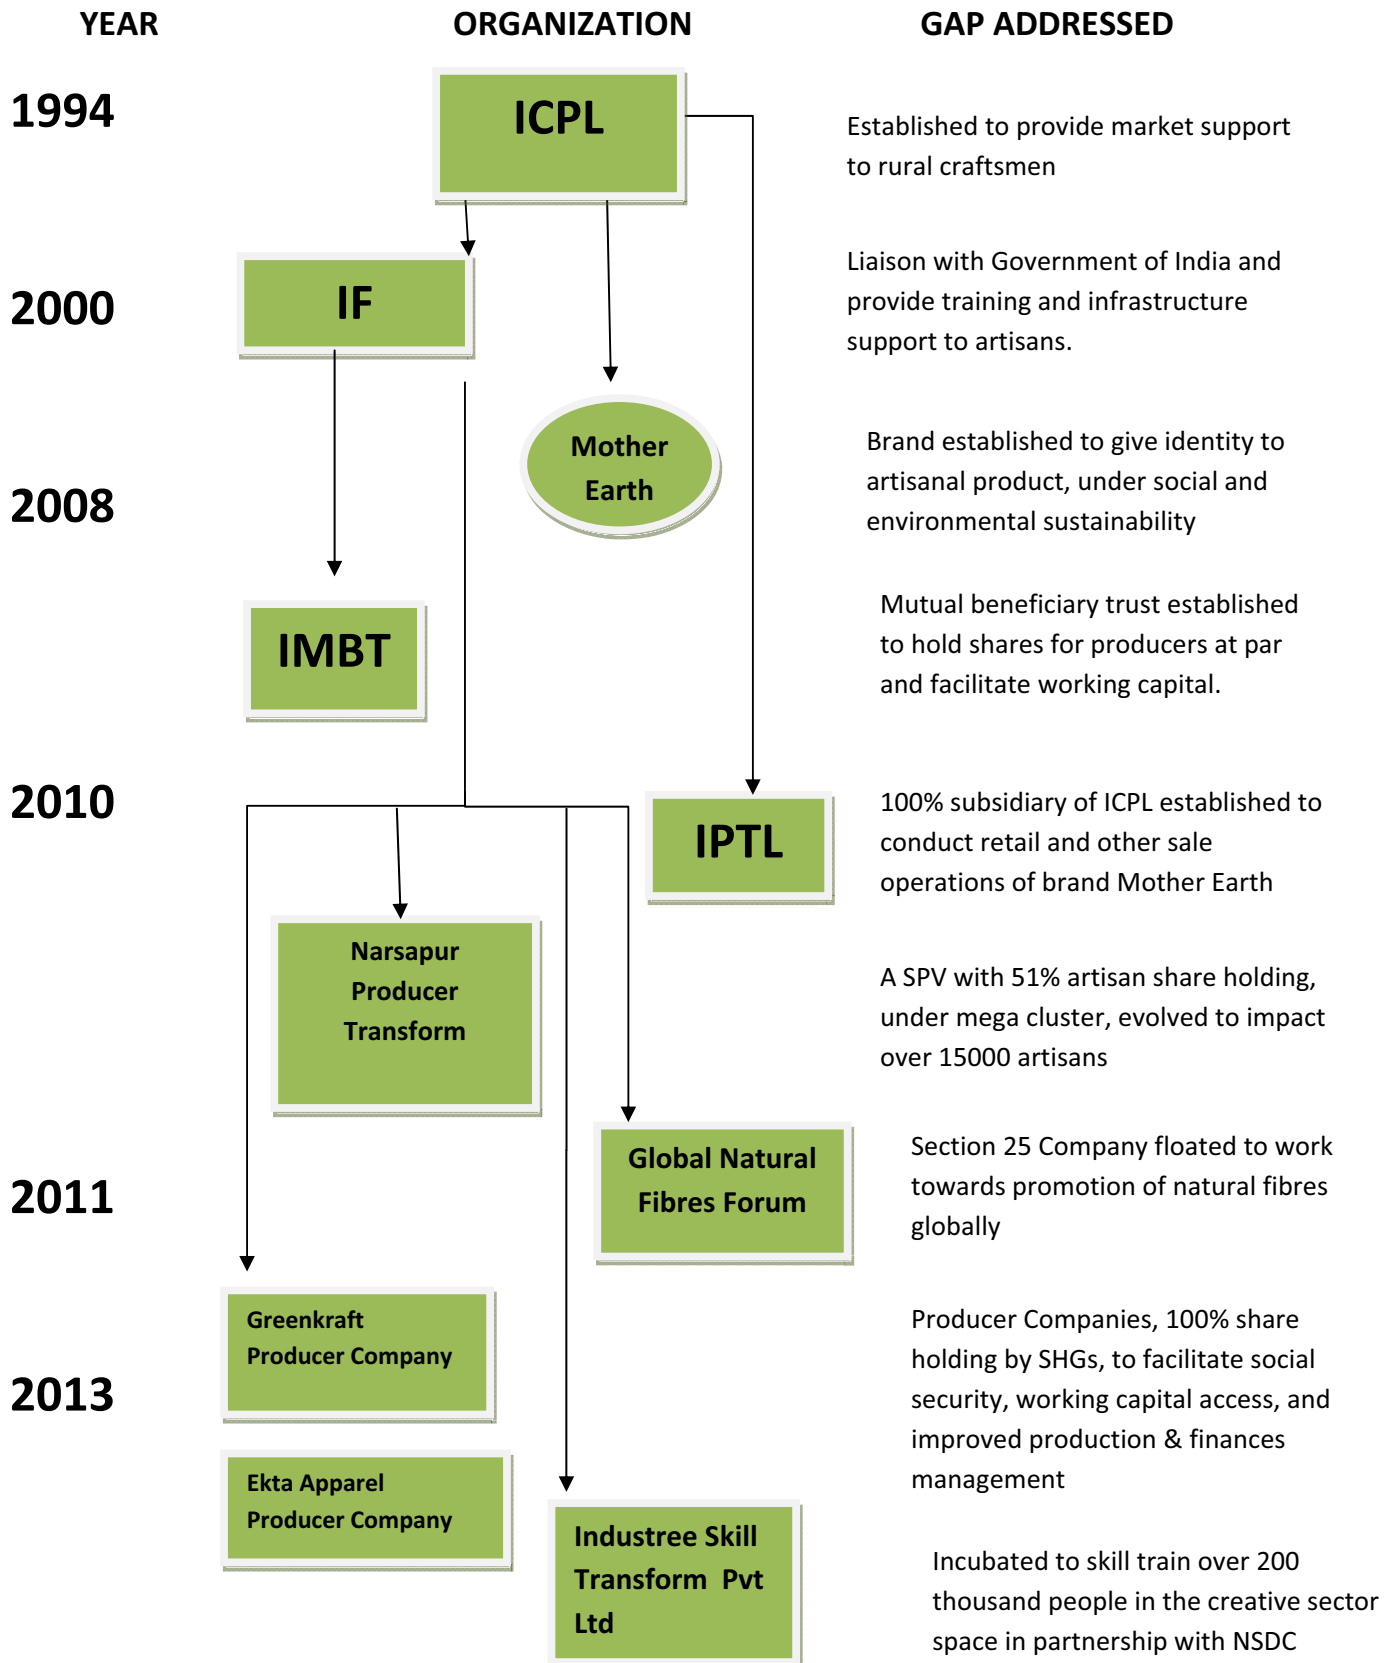 YEAR ORGANIZATION GAP ADDRESSED
1994
ICPL
Established to provide market support
to rural craftsmen
2000
IF
Liaison with Government of India and
provide training and infrastructure
support to artisans.
2008
Mother
Earth
Brand established to give identity to
artisanal product, under social and
environmental sustainability
IMBT
Mutual beneficiary trust established
to hold shares for producers at par
and facilitate working capital.
2010
IPTL
100% subsidiary of ICPL established to
conduct retail and other sale
operations of brand Mother Earth
Narsapur
Producer
Transform
A SPV with 51% artisan share holding,
under mega cluster, evolved to impact
over 15000 artisans
2011
Global Natural
Fibres Forum
Section 25 Company floated to work
towards promotion of natural fibres
globally
2013
Greenkraft
Producer Company
Producer Companies, 100% share
holding by SHGs, to facilitate social
security, working capital access, and
improved production & finances
management
Ekta Apparel
Producer Company
Industree Skill
Transform Pvt
Ltd
Incubated to skill train over 200
thousand people in the creative sector
space in partnership with NSDC